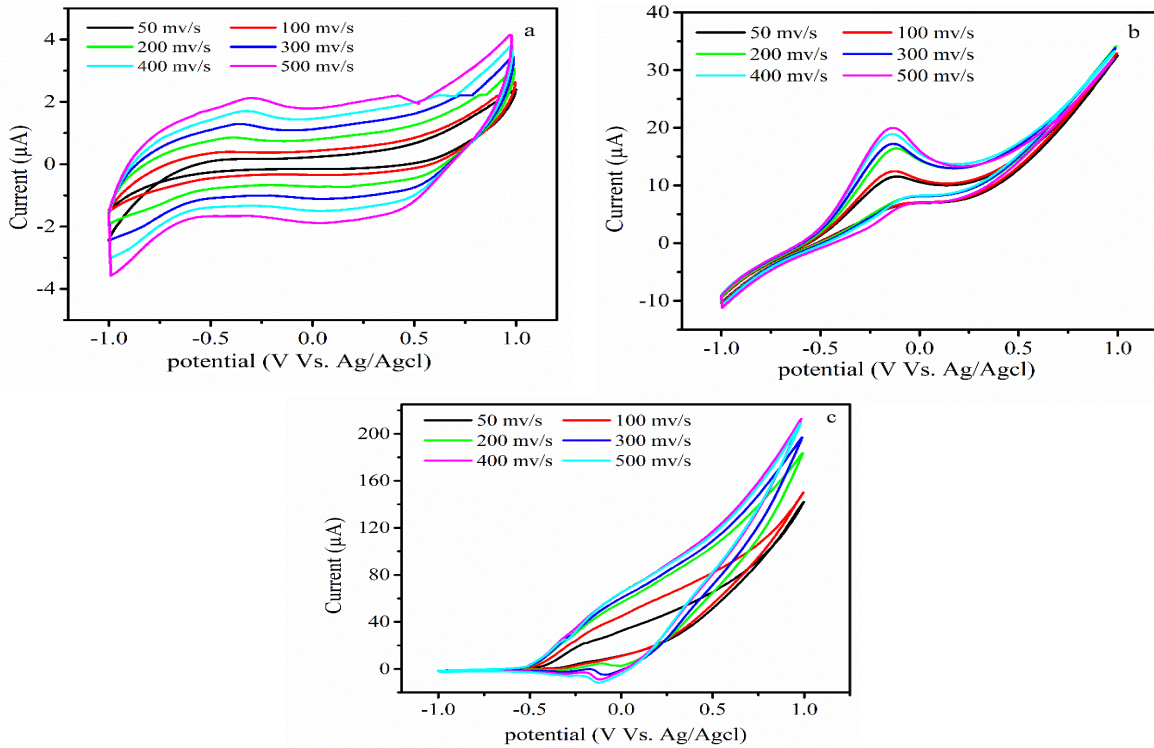 a
50 mv/s 100 mv/s
200 mv/s 300 mv/s
400 mv/s 500 mv/s
4
2
0
-2
-4
Current (µA)
-1.0 -0.5 0.0 0.5 1.0
potential (V Vs. Ag/Agcl)
b
50 mv/s 100 mv/s
200 mv/s 300 mv/s
400 mv/s 500 mv/s
40
30
20
10
0
-10
Current (µA)
-1.0 -0.5 0.0 0.5 1.0
potential (V Vs. Ag/Agcl)
c
50 mv/s 100 mv/s
200 mv/s 300 mv/s
400 mv/s 500 mv/s
200
160
120
80
40
0
Current (µA)
-1.0 -0.5 0.0 0.5 1.0
potential (V Vs. Ag/Agcl)